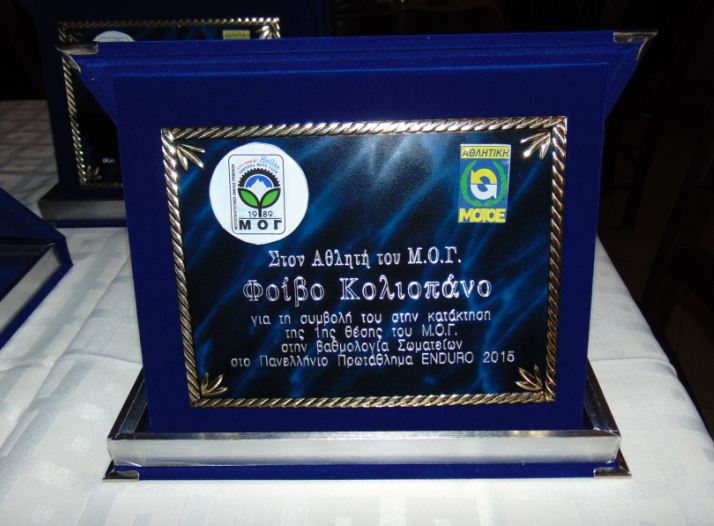 1989
ΜΟΓ
ΑΘΛΗΤΙΚΗ
ΜΟΤΟΕ
Στον Αθλητή του Μ.Ο.Γ.
Φοίβο Κολιοπάνο
για τη συμβολή του στην κατάκτηση
της 1ης θέσης του Μ.Ο.Γ.
στην βαθμολογία Σωματείων
στο Πανελλήνιο Πρωτάθλημα ENDURO 2015